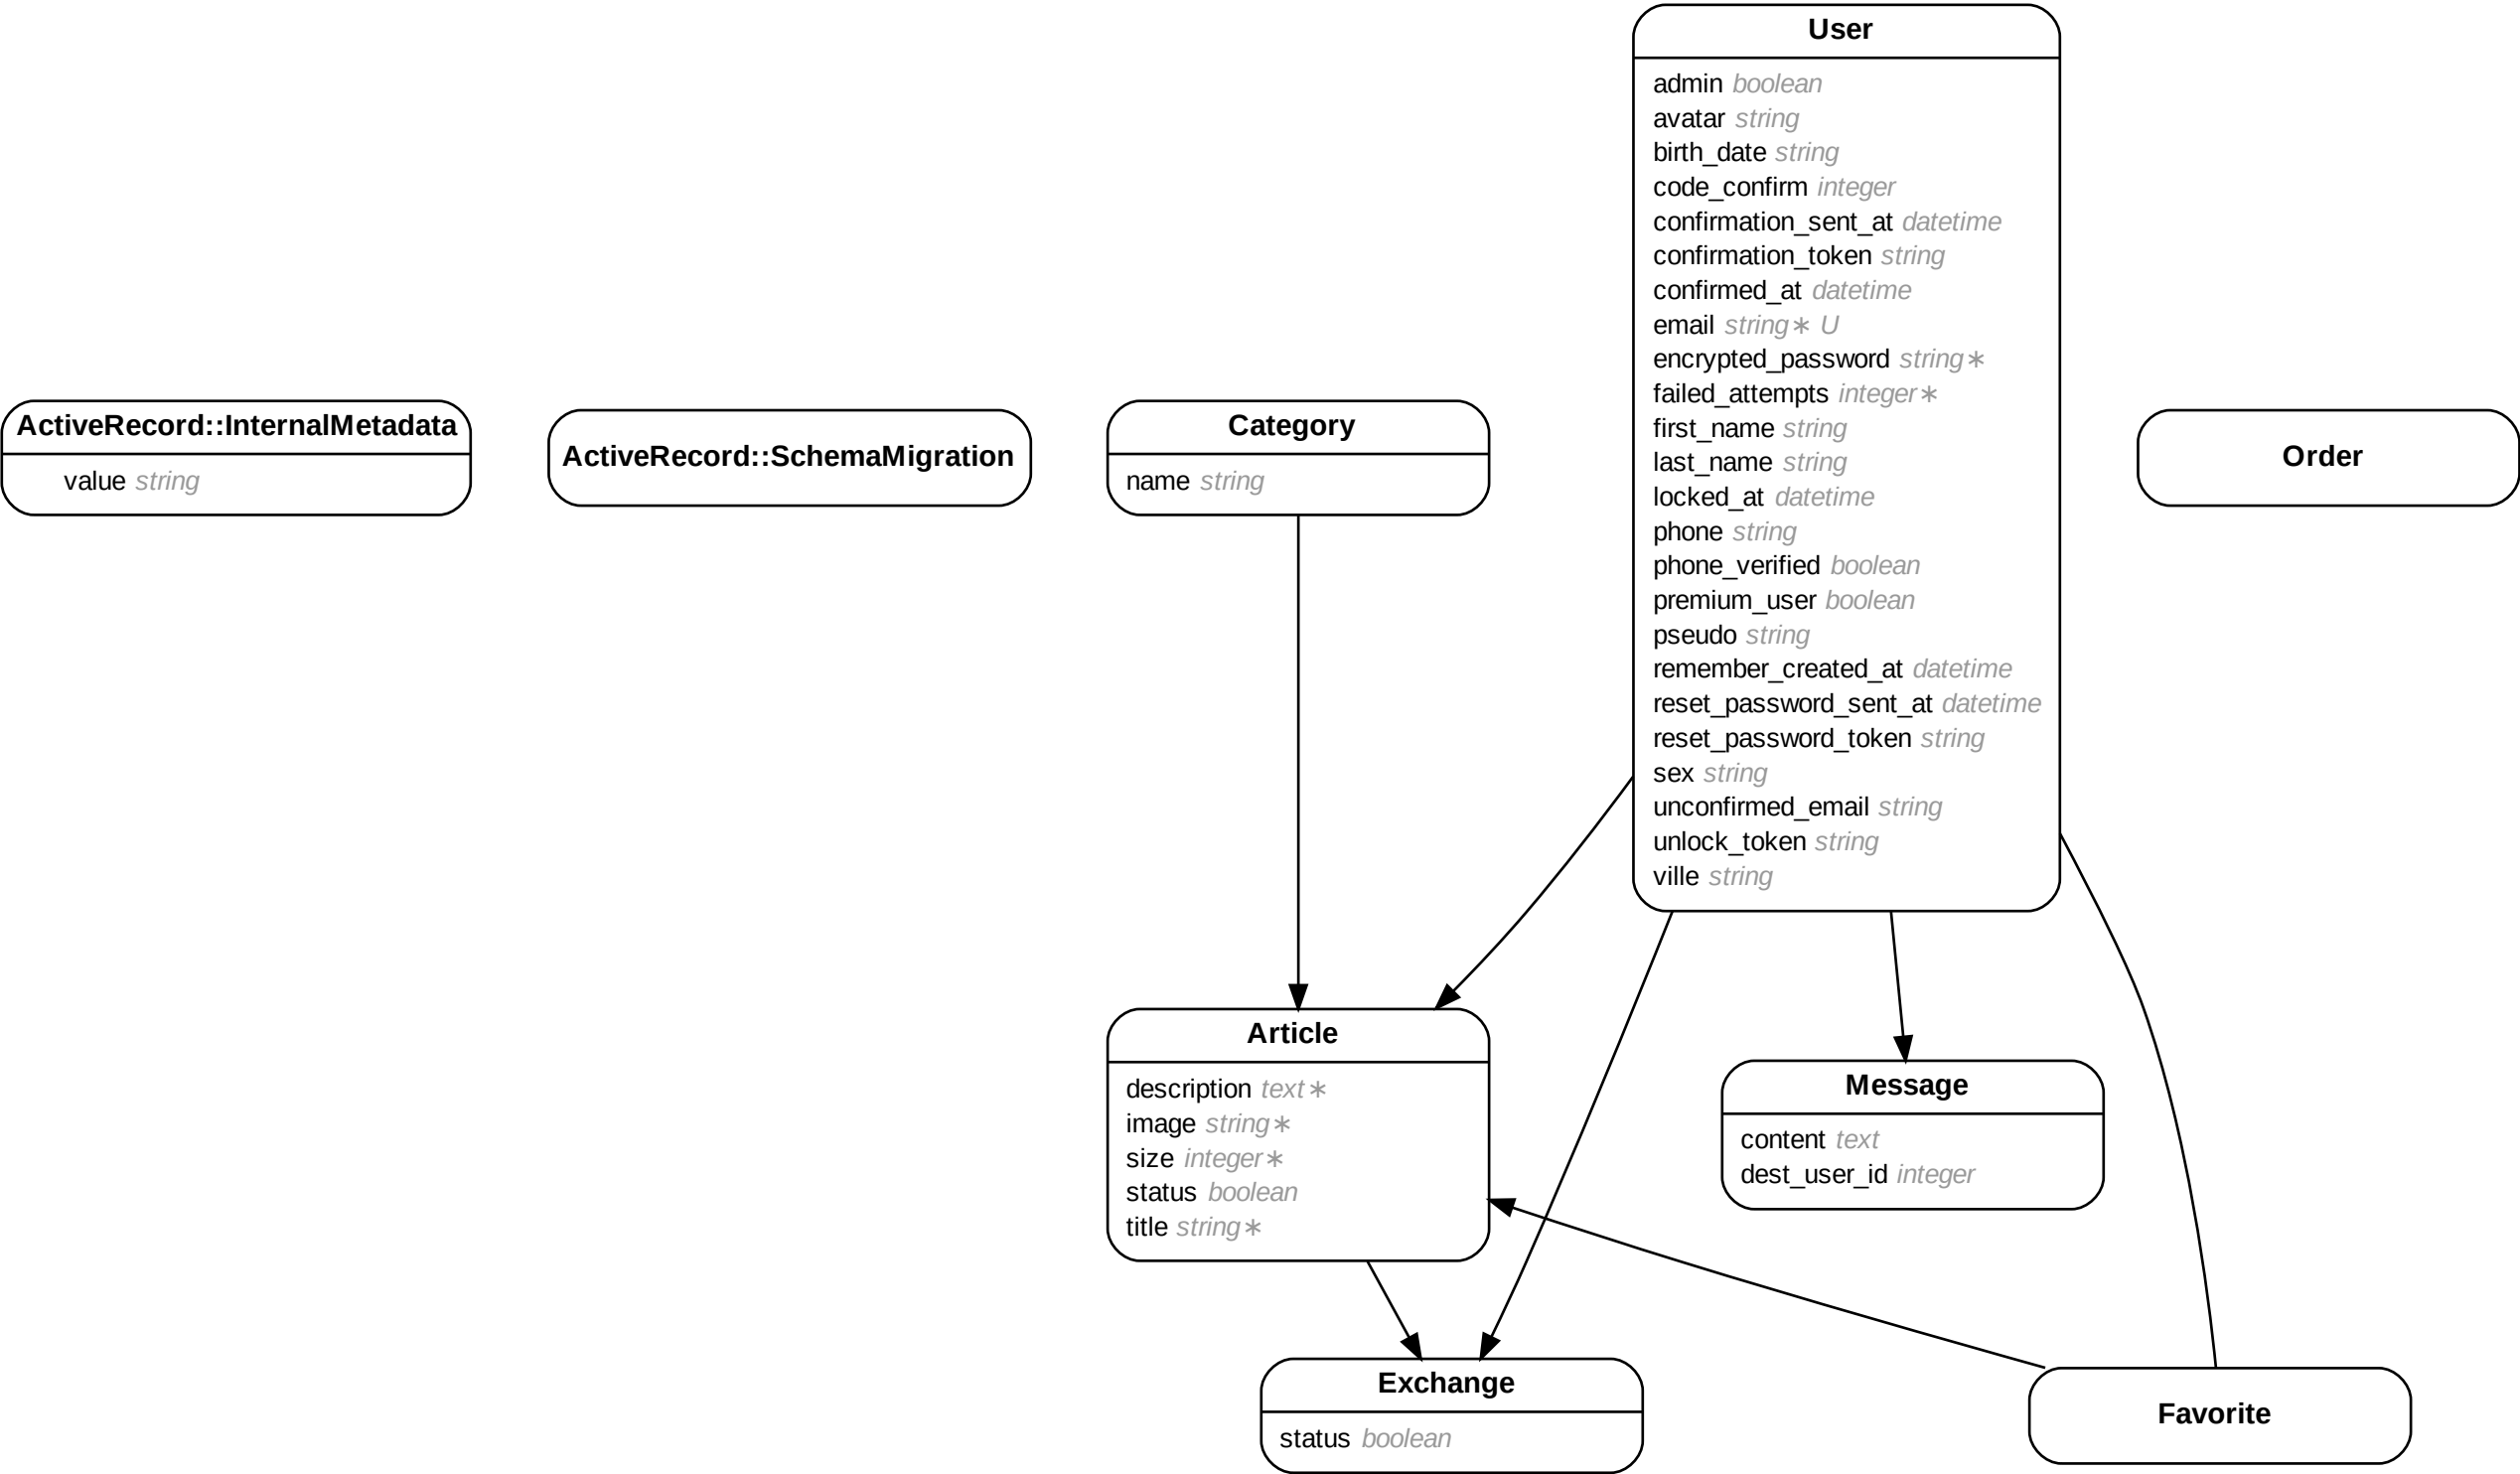 User
admin boolean
avatar string
birth_date string
code_confirm integer
confirmation_sent_at datetime
confirmation_token string
confirmed_at datetime
email string∗ U
encrypted_password string∗
failed_attempts integer∗
first_name string
last_name string
locked_at datetime
phone string
phone_verified boolean
premium_user boolean
pseudo string
remember_created_at datetime
reset_password_sent_at datetime
reset_password_token string
sex string
unconfirmed_email string
unlock_token string
ville string
ActiveRecord::InternalMetadata
value string
ActiveRecord::SchemaMigration
Category
name string
Order
Article
description text∗
image string∗
size integer∗
status boolean
title string∗
Message
content text
dest_user_id integer
Exchange
status boolean
Favorite